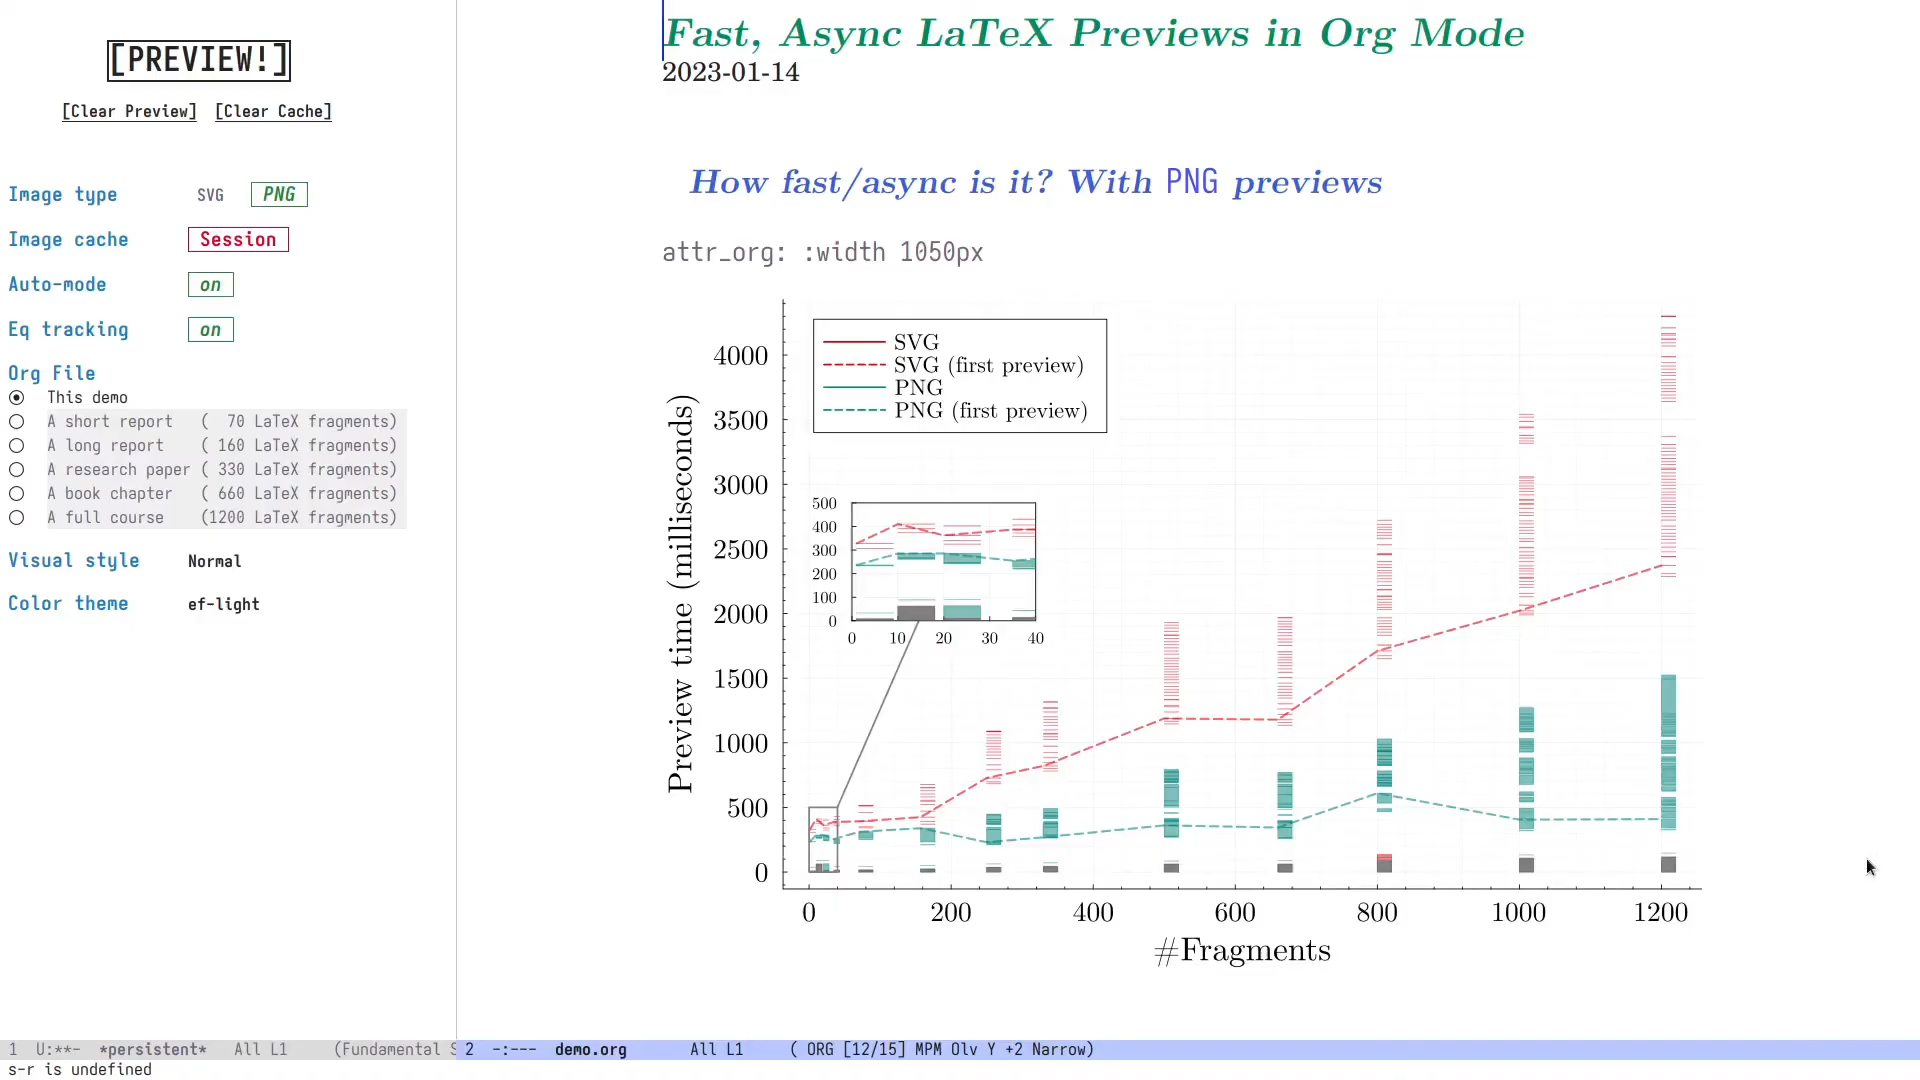 [PREVIEW!]
[Clear Preview] [Clear Cache]
Image type SVG PNG
Image cache Session
Auto-mode on
Eq tracking on
Org File
This demo
A short report ( 70 LaTeX fragments)
A long report ( 160 LaTeX fragments)
A research paper ( 330 LaTeX fragments)
A book chapter ( 660 LaTeX fragments)
A full course (1200 LaTeX fragments)
Visual style Normal
Color theme ef-light
Fast, Async LaTeX Previews in Org Mode
2023-01-14
How fast/async is it? With PNG previews
attr_org: :width 1050px
SVG
SVG (first preview)
PNG
PNG (first preview)
Preview time (milliseconds)
4000
3500
3000
2500
2000
1500
1000
500
0
500
400
300
200
100
0
0 10 20 30 40
0 200 400 600 800 1000 1200
#Fragments
1 U:**- *persistent* All L1 (Fundamental S
2 -:--- demo.org All L1 ( ORG [12/15] MPM Olv Y +2 Narrow)
s-r is undefined